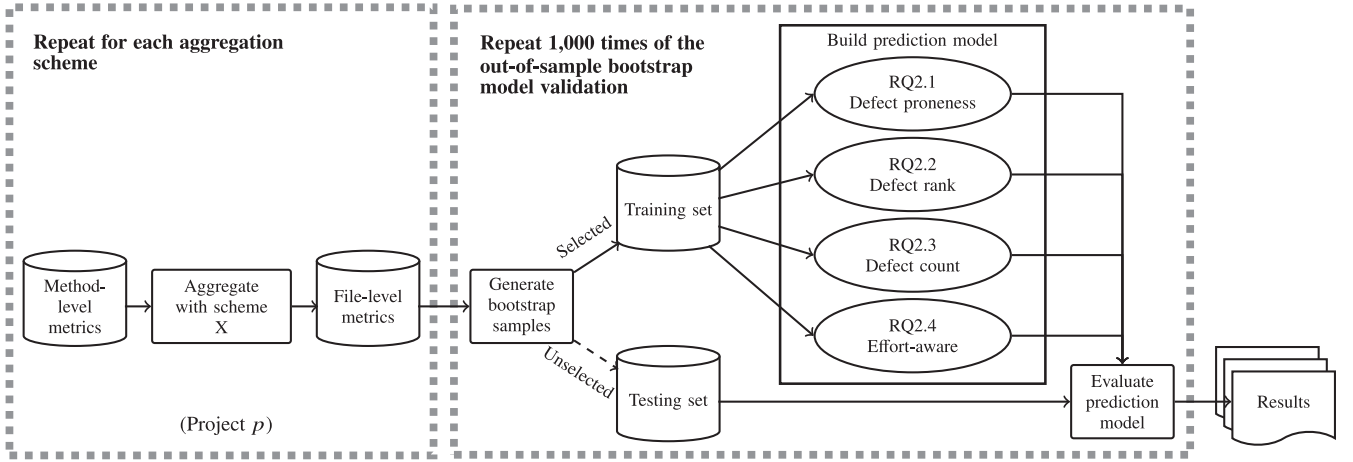 Repeat for each aggregation
scheme
Method-
level
metrics
Aggregate
with scheme
X
File-level
metrics
(Project p)
Repeat 1,000 times of the
out-of-sample bootstrap
model validation
Generate
bootstrap
samples
Selected
Unselected
Training set
Testing set
Build prediction model
RQ2.1
Defect proneness
RQ2.2
Defect rank
RQ2.3
Defect count
RQ2.4
Effort-aware
Evaluate
prediction
model
Results